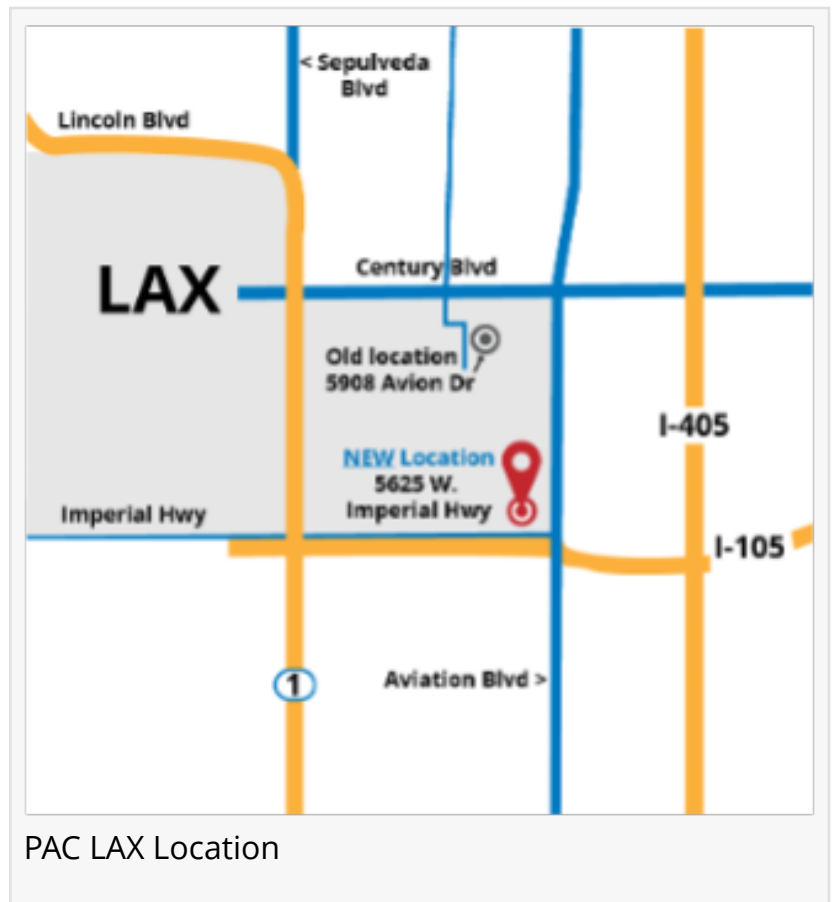 < Sepulveda
Blvd
Lincoln Blvd
LAX
Century Blvd
Old location
5908 Avion Dr
I-405
NEW Location
5625 W.
Imperial Hwy
Imperial Hwy
I-105
1
Aviation Blvd >
PAC LAX Location